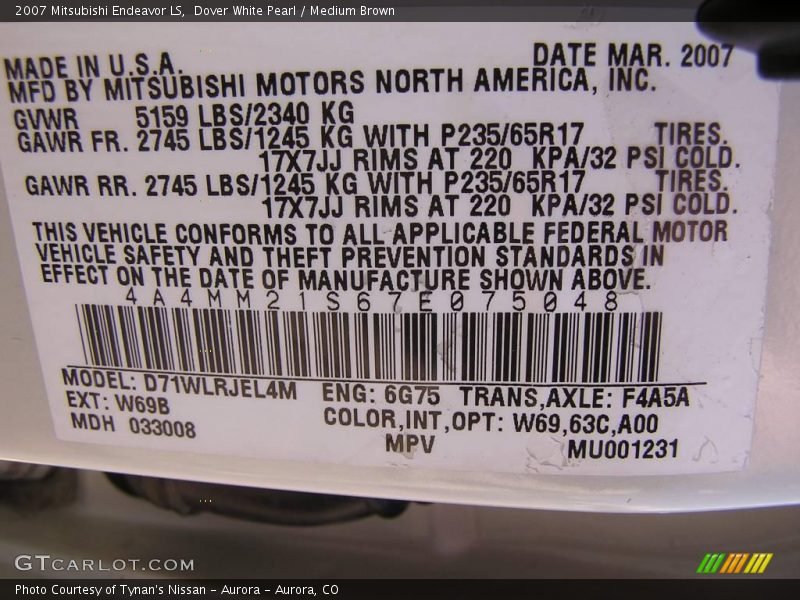 2007 Mitsubishi Endeavor LS,  Dover White Pearl / Medium Brown
DATE MAR. 2007
MADE IN U.S.A.
MFD BY MITSUBISHI MOTORS NORTH AMERICA, INC.
GVWR 5159 LBS/2340 KG
GAWR FR. 2745 LBS/1245 KG WITH P235/65R17 TIRES.
17X7JJ RIMS AT 220 KPA/32 PSI COLD.
GAWR RR. 2745 LBS/1245 KG WITH P235/65R17 TIRES.
17X7JJ RIMS AT 220 KPA/32 PSI COLD.
THIS VEHICLE CONFORMS TO ALL APPLICABLE FEDERAL MOTOR
VEHICLE SAFETY AND THEFT PREVENTION STANDARDS IN
EFFECT ON THE DATE OF MANUFACTURE SHOWN ABOVE.
4A4MM21S67E075048
MODEL: D71WLRJEL4M ENG: 6G75 TRANS,AXLE: F4A5A
EXT: W69B COLOR,INT,OPT: W69,63C,A00
MDH 033008 MPV MU001231
GTCARLOT.COM
Photo Courtesy of Tynan's Nissan - Aurora - Aurora, CO